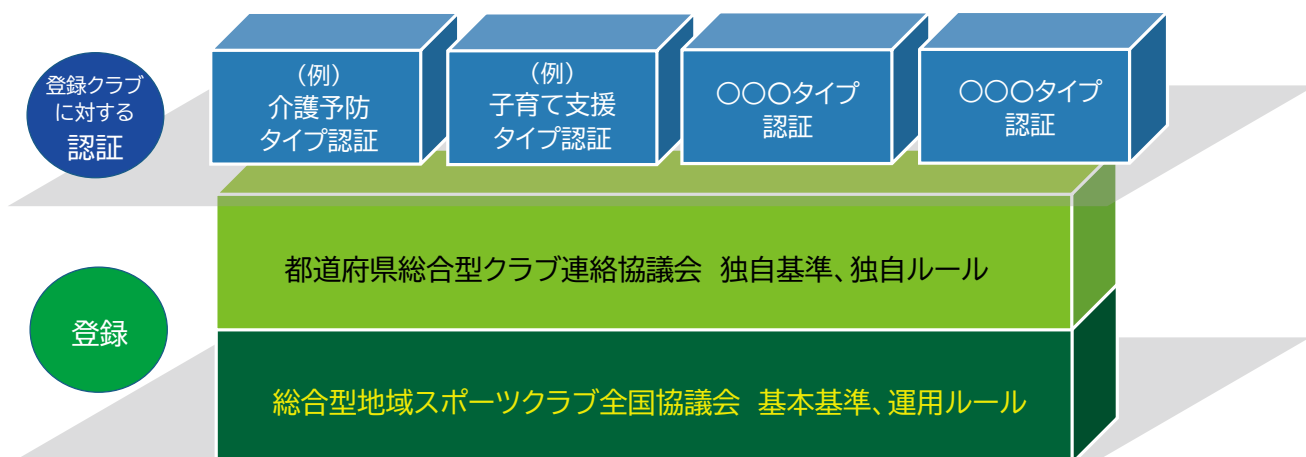 登録クラブ
に対する
認証
（例）
介護予防
タイプ認証
（例）
子育て支援
タイプ認証
〇〇〇タイプ
認証
〇〇〇タイプ
認証
都道府県総合型クラブ連絡協議会 独自基準、独自ルール
登録
総合型地域スポーツクラブ全国協議会 基本基準、運用ルール